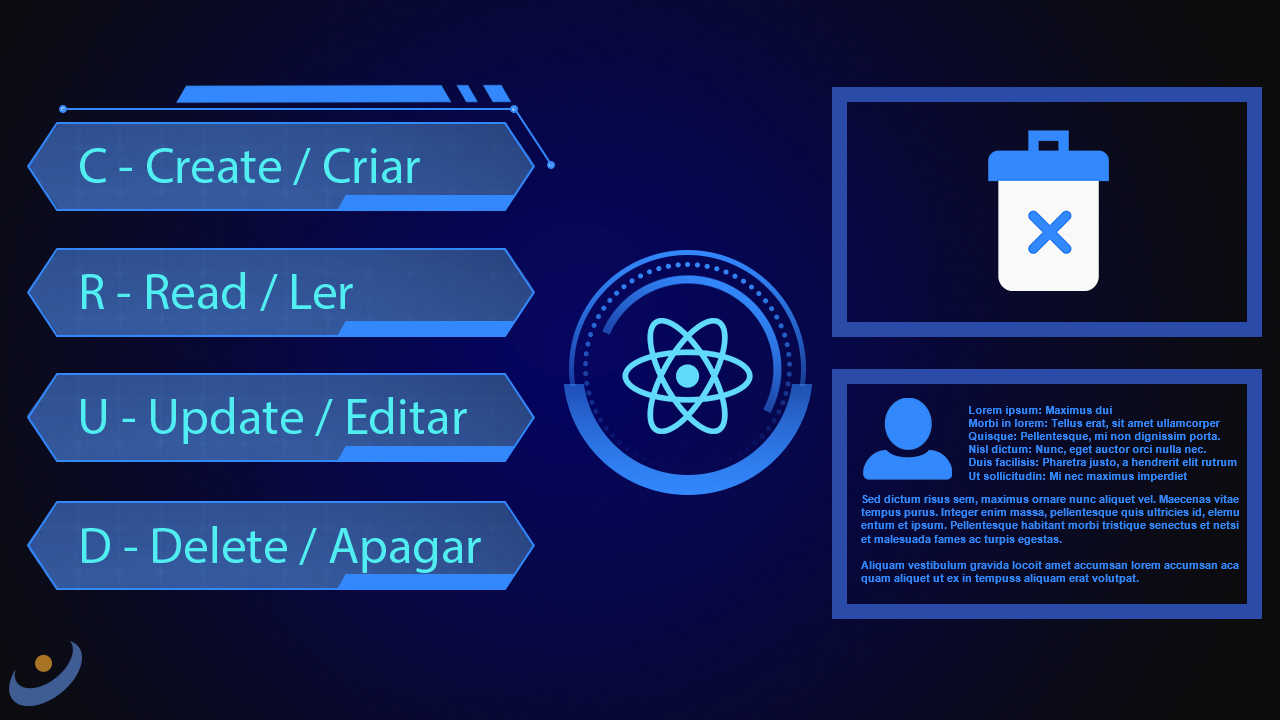 C - Create / Criar
R - Read / Ler
U - Update / Editar
D - Delete / Apagar
Lorem ipsum: Maximus dui
Morbi in lorem: Tellus erat, sit amet ullamcorper
Quisque: Pellentesque, mi non dignissim porta.
Nisl dictum: Nunc, eget auctor orci nulla nec.
Duis facilisis: Pharetra justo, a hendrerit elit rutrum
Ut sollicitudin: Mi nec maximus imperdiet
Sed dictum risus sem, maximus ornare nunc aliquet vel. Maecenas vitae
tempus purus. Integer enim massa, pellentesque quis ultricies id, elemu
entum et ipsum. Pellentesque habitant morbi tristique senectus et netsi
et malesuada fames ac turpis egestas.
Aliquam vestibulum gravida locoit amet accumsan lorem accumsan aca
quam aliquet ut ex in tempuss aliquam erat volutpat.